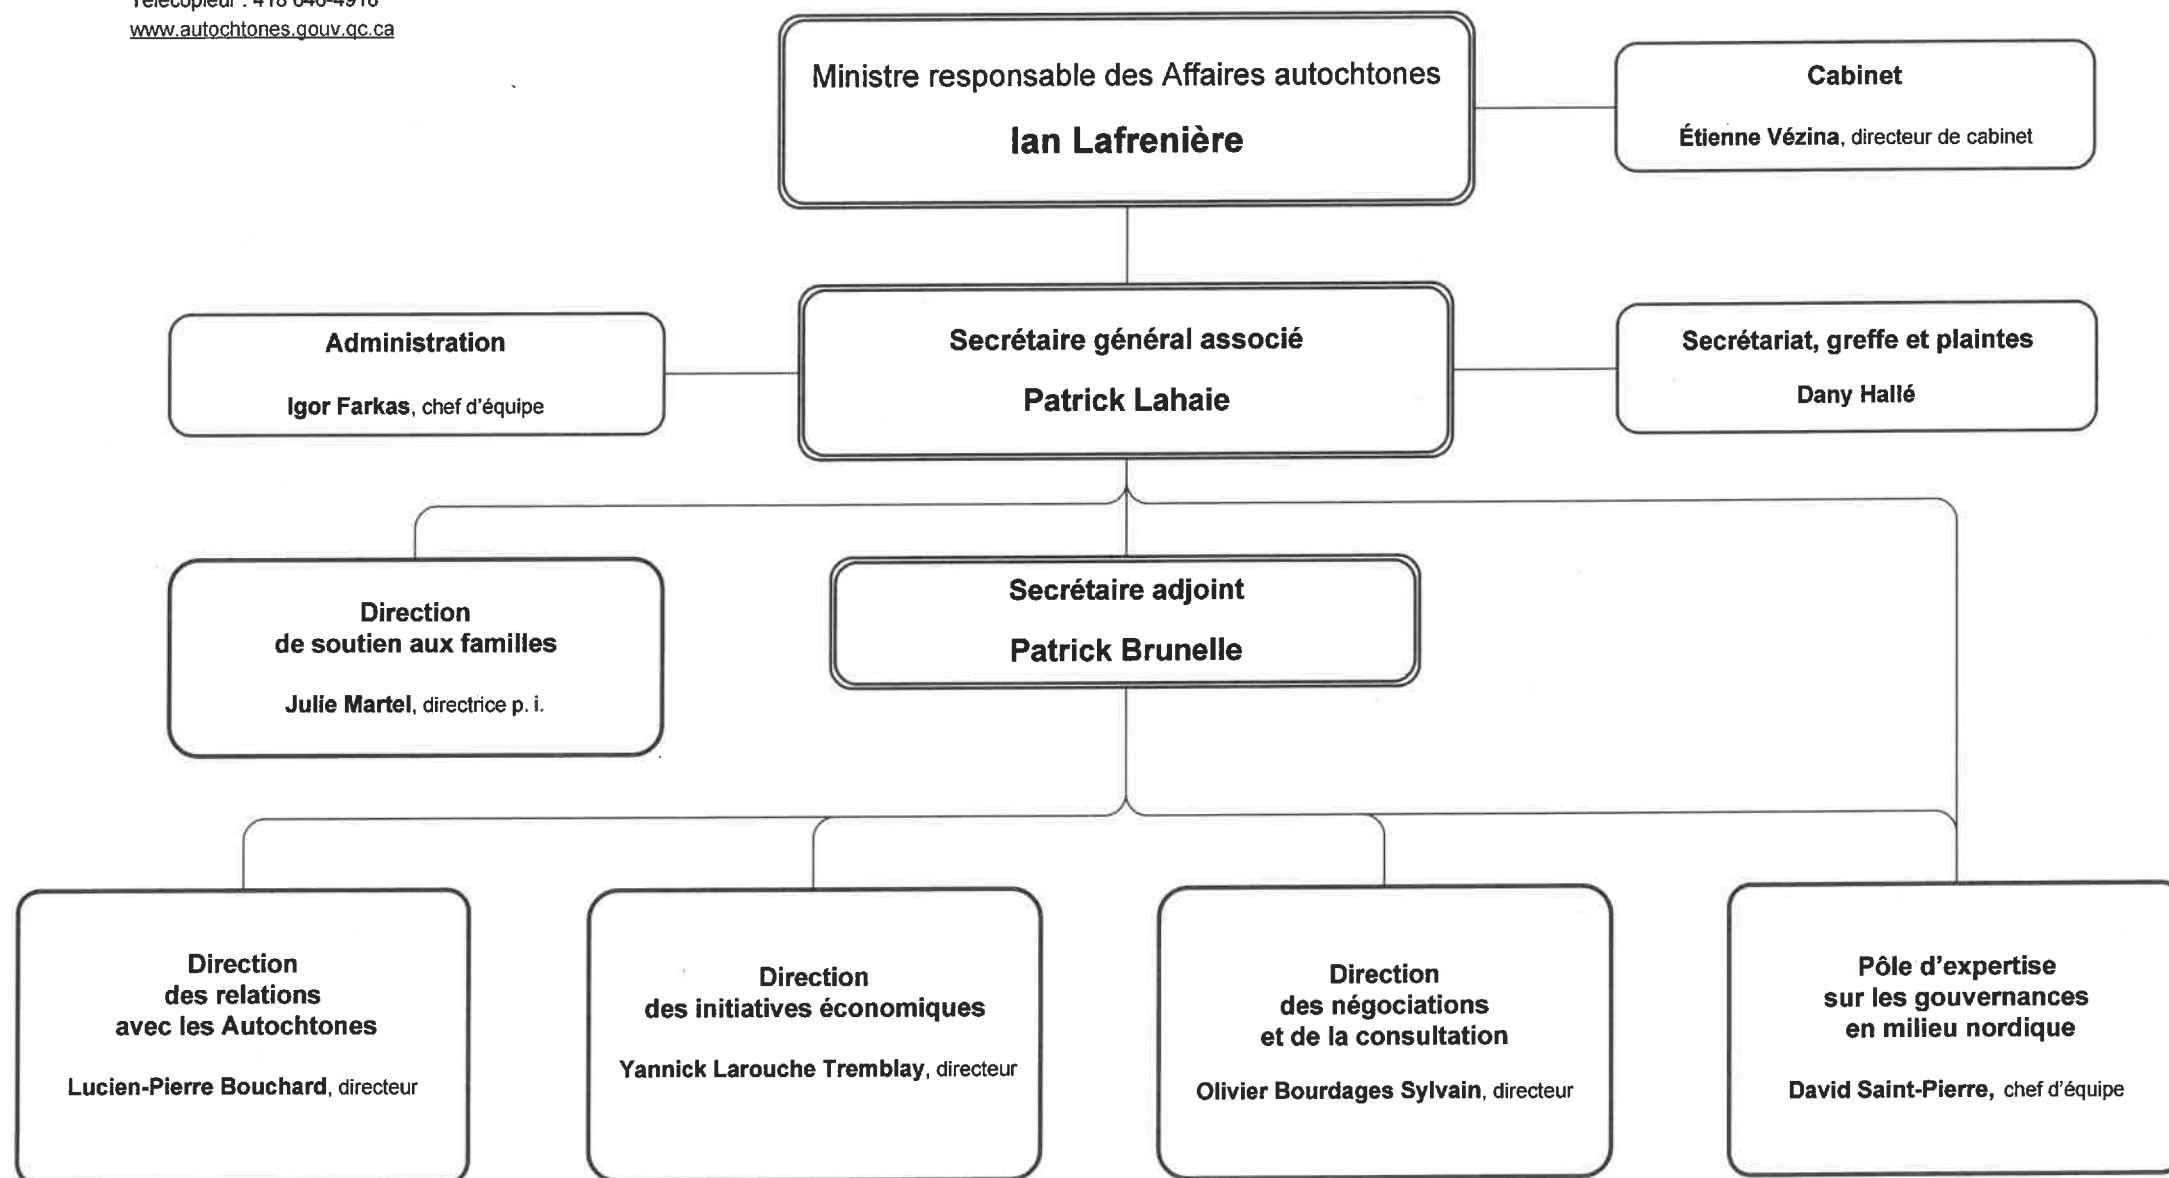 Télécopieur : 418 646-4918
www.autochtones.gouv.qc.ca
Ministre responsable des Affaires autochtones
Ian Lafrenière
Cabinet
Étienne Vézina, directeur de cabinet
Administration
Igor Farkas, chef d'équipe
Secrétaire général associé
Patrick Lahaie
Secrétariat, greffe et plaintes
Dany Hallé
Direction
de soutien aux familles
Julie Martel, directrice p. i.
Secrétaire adjoint
Patrick Brunelle
Direction
des relations
avec les Autochtones
Lucien-Pierre Bouchard, directeur
Direction
des initiatives économiques
Yannick Larouche Tremblay, directeur
Direction
des négociations
et de la consultation
Olivier Bourdages Sylvain, directeur
Pôle d'expertise
sur les gouvernances
en milieu nordique
David Saint-Pierre, chef d'équipe